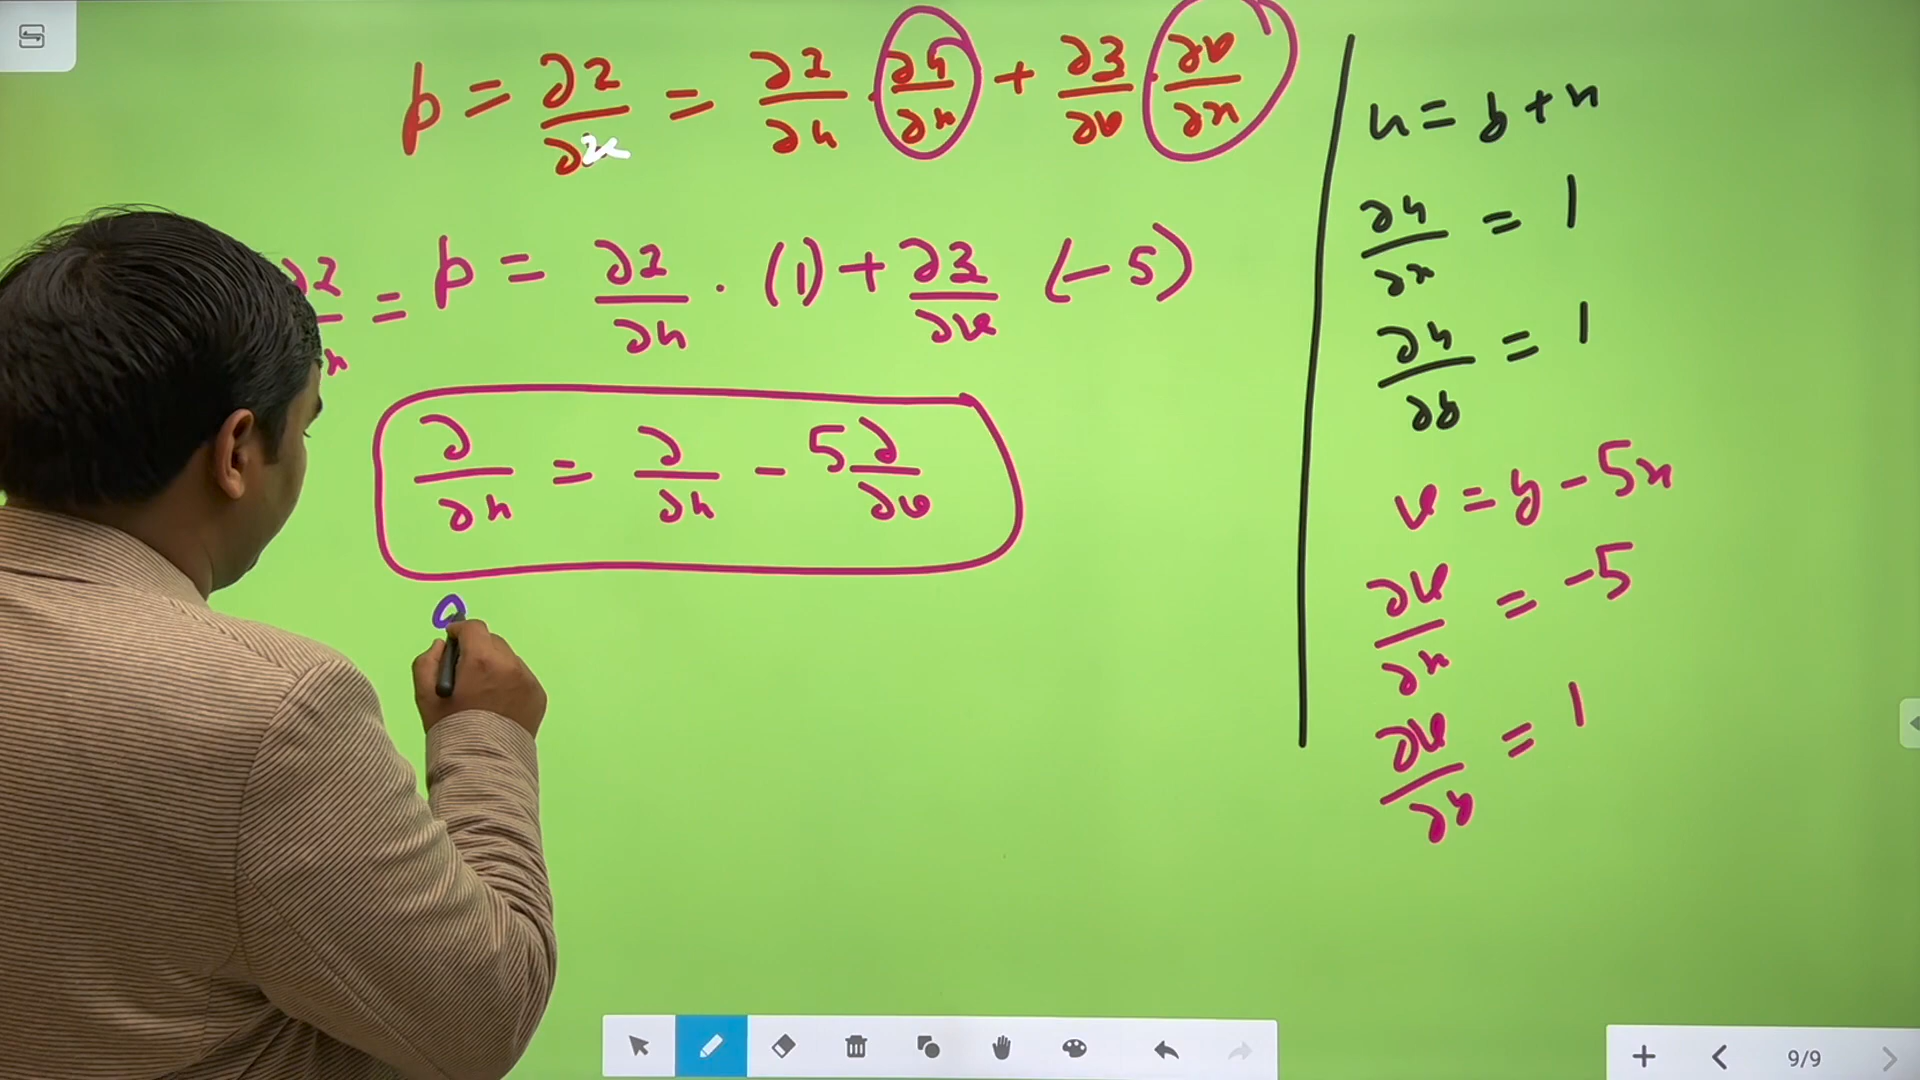 p = ∂z/∂x = ∂z/∂u · ∂u/∂x + ∂z/∂v · ∂v/∂x
∂z/∂x = p = ∂z/∂u · (1) + ∂z/∂v (-5)
∂/∂x = ∂/∂u - 5∂/∂v
u = y + x
∂u/∂x = 1
∂u/∂y = 1
v = y - 5x
∂v/∂x = -5
∂v/∂y = 1
9/9